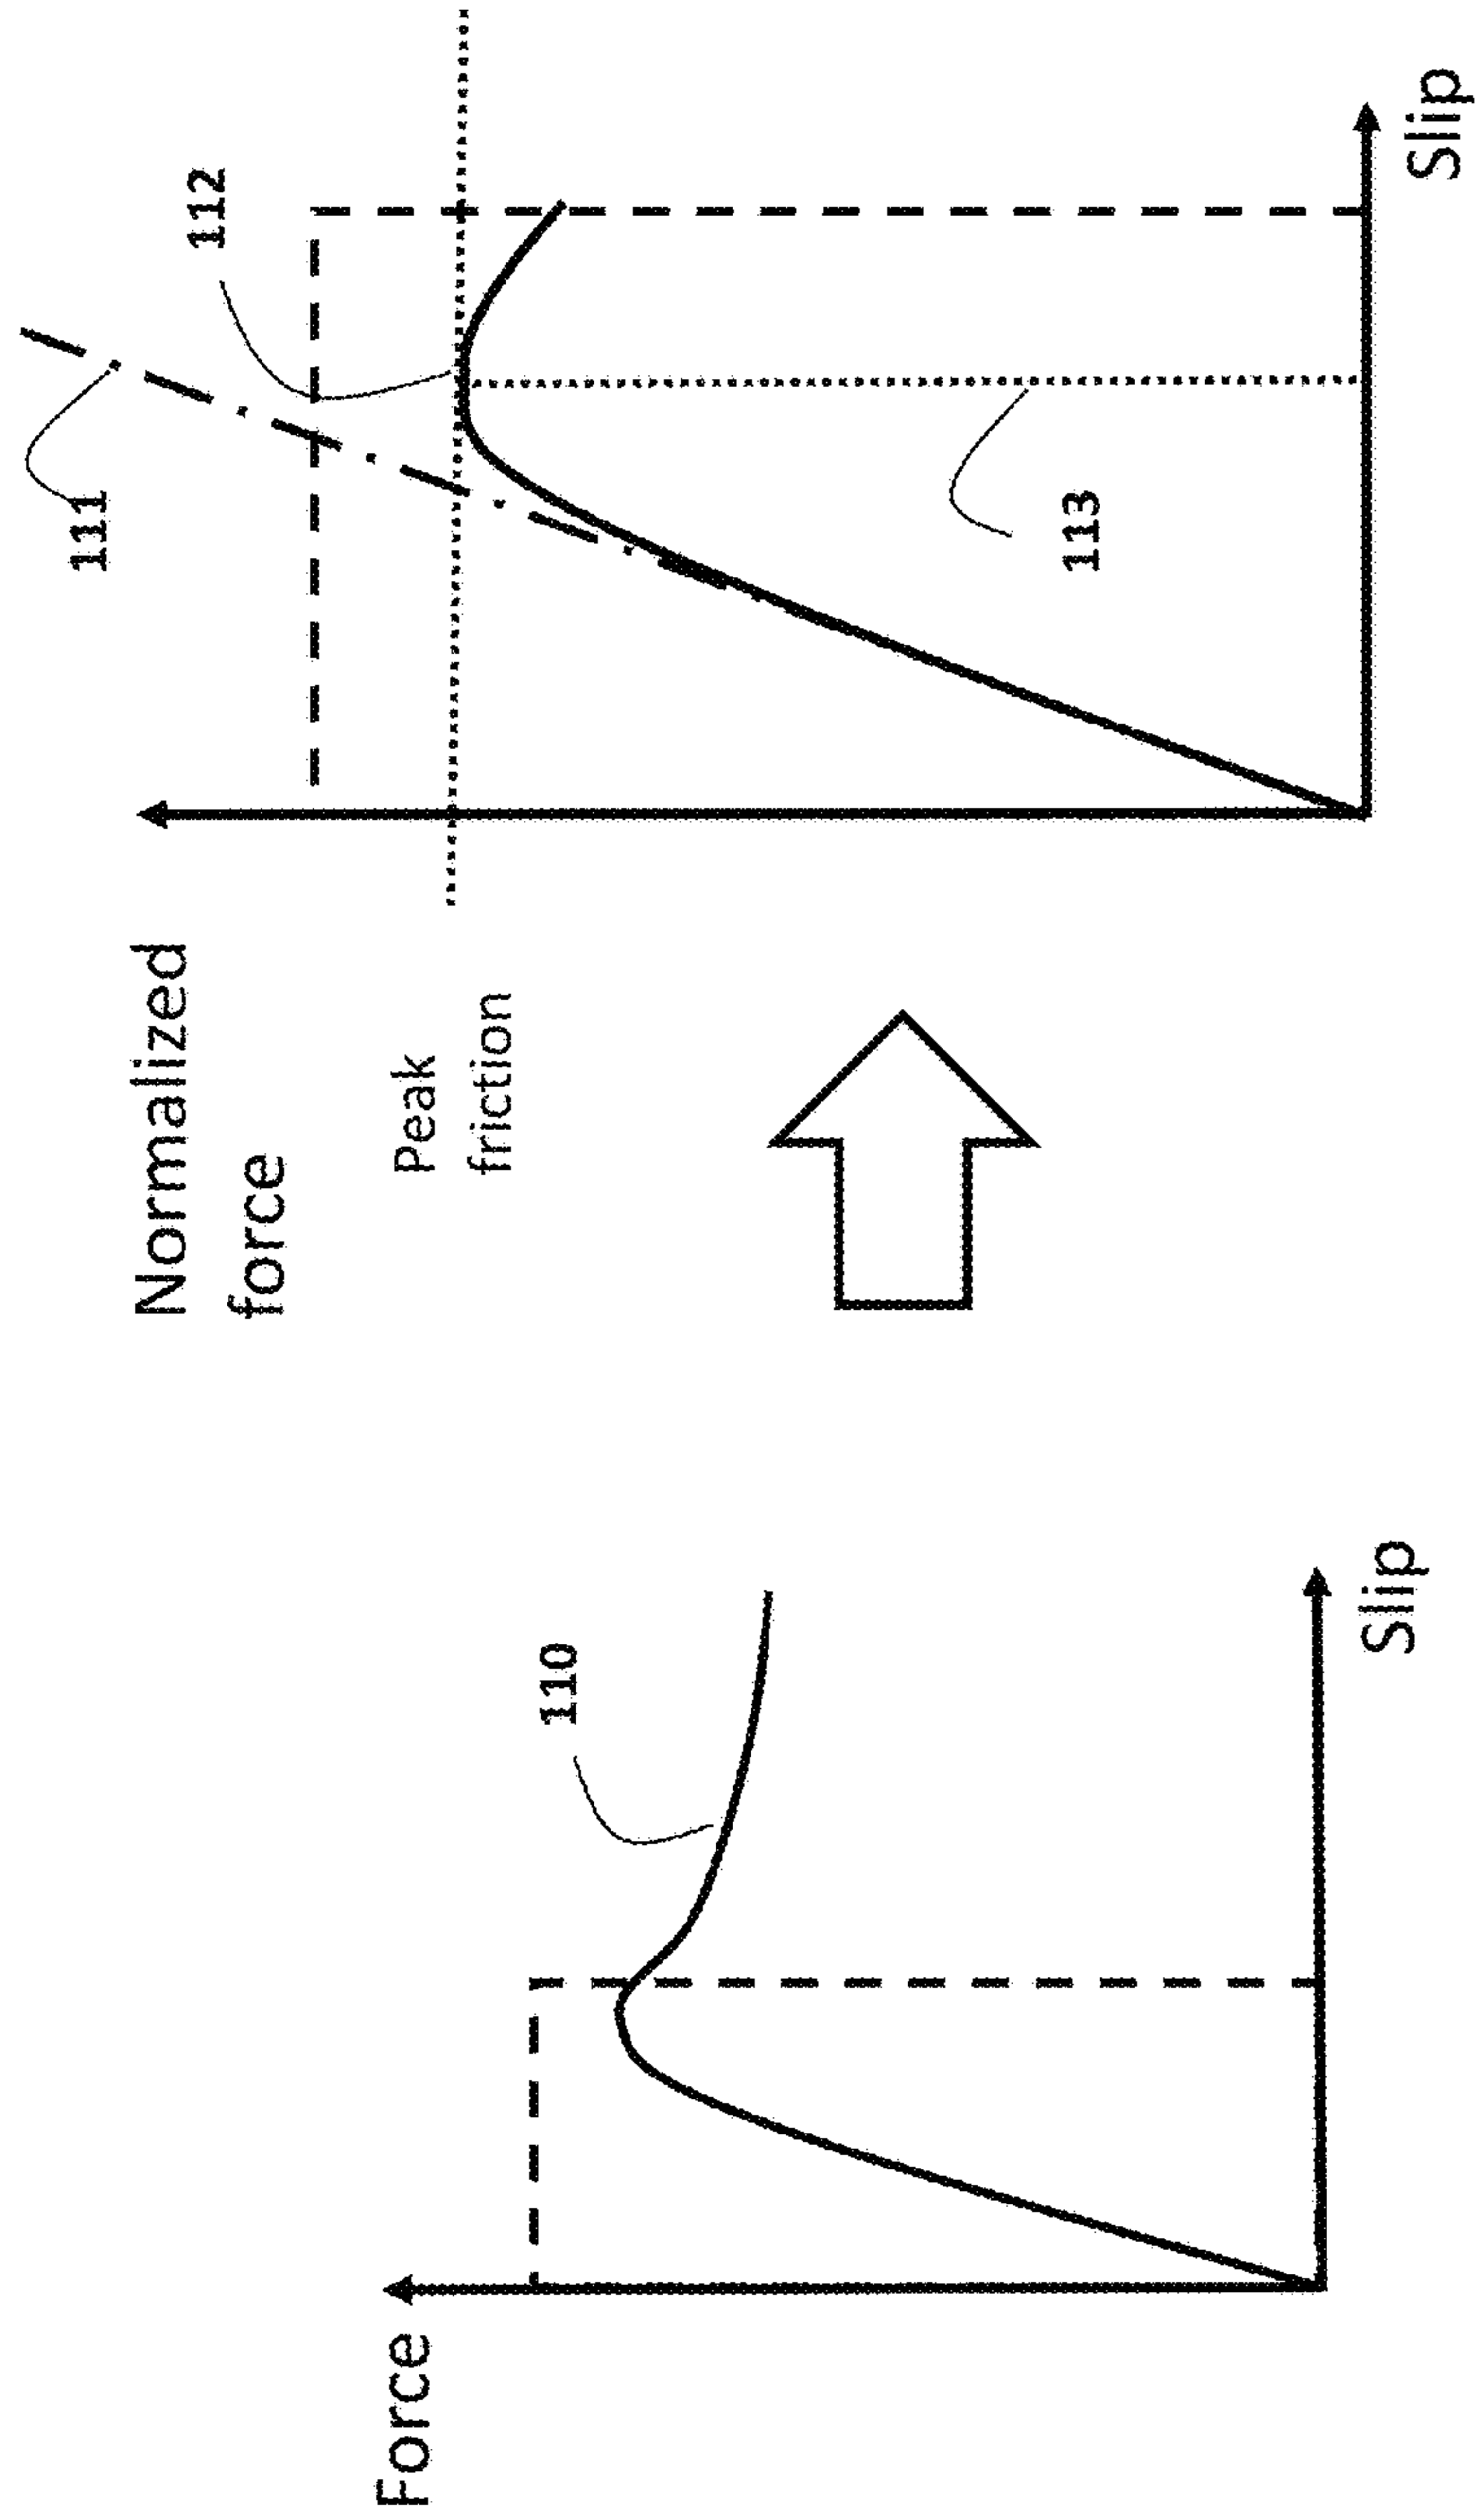 Force
110
Slip
Normalized
force
Peak
friction
111
112
113
Slip